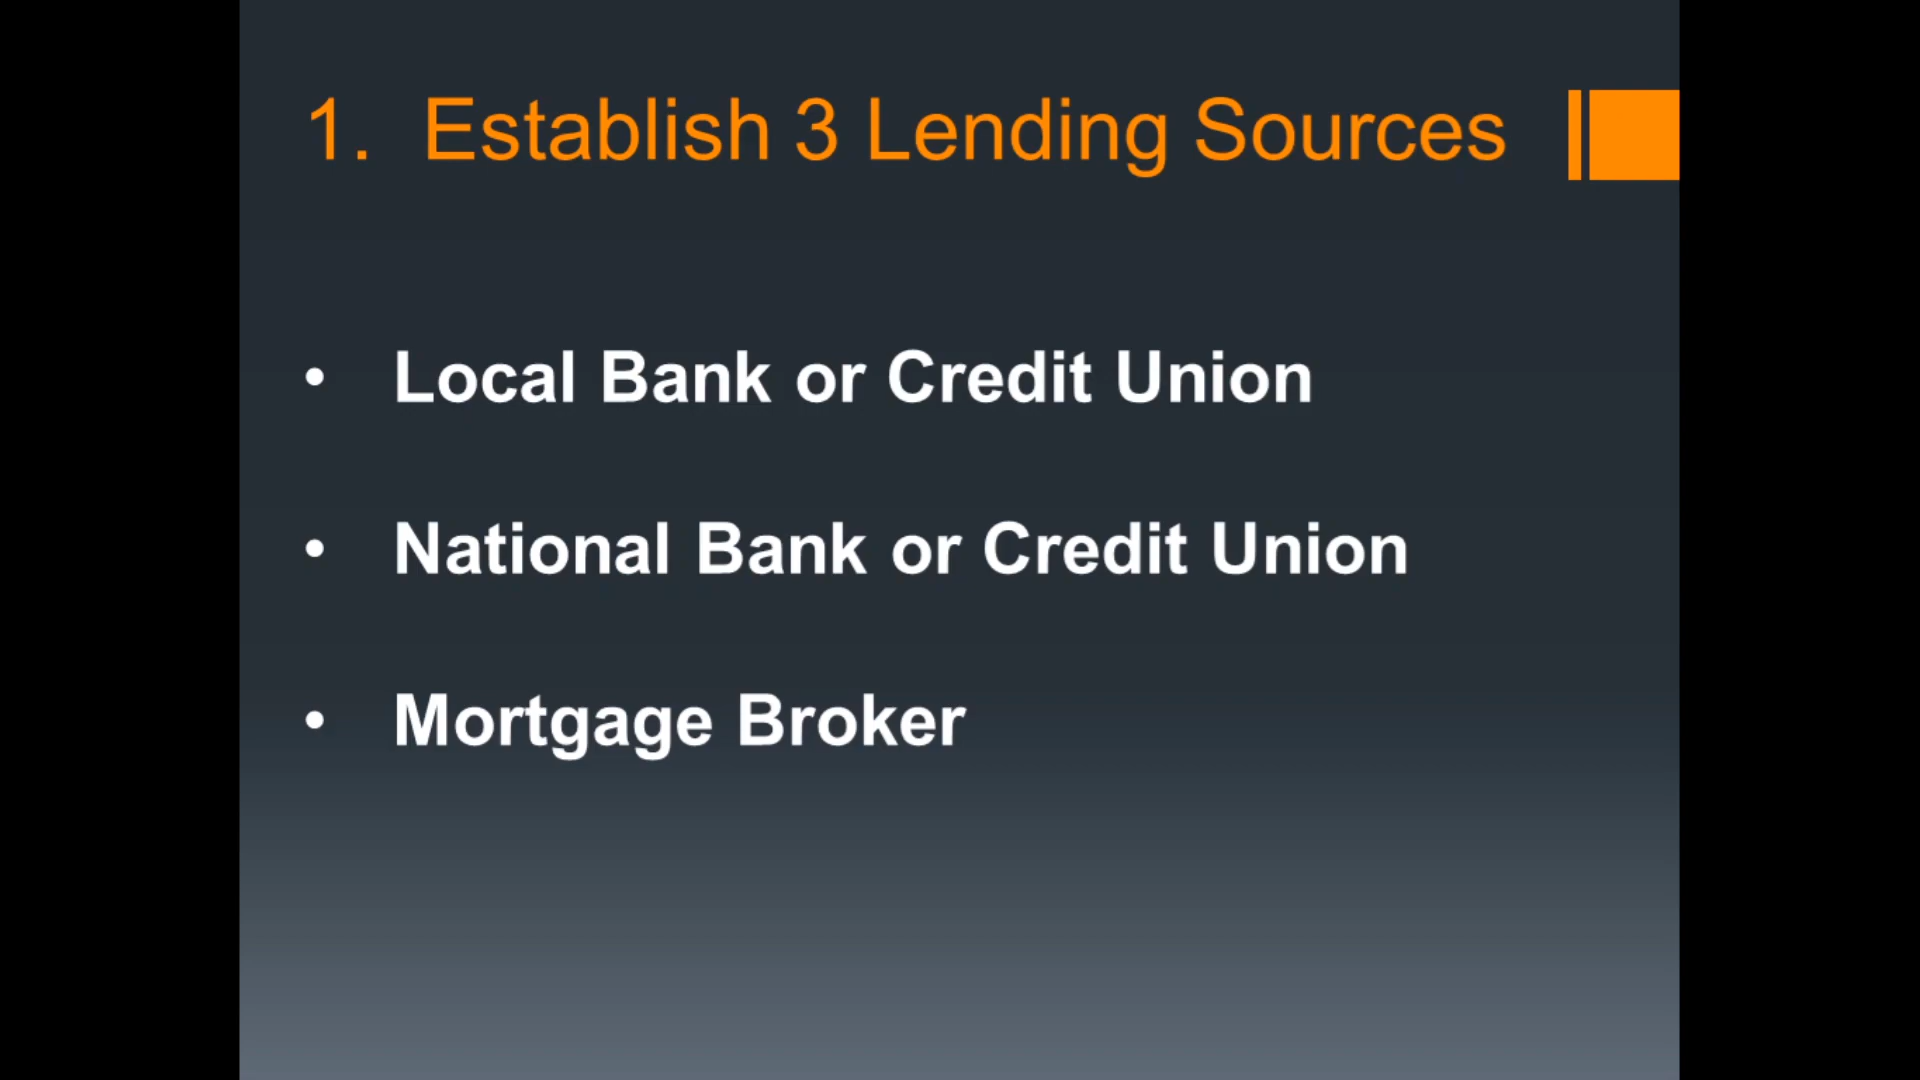 1. Establish 3 Lending Sources
• Local Bank or Credit Union
• National Bank or Credit Union
• Mortgage Broker